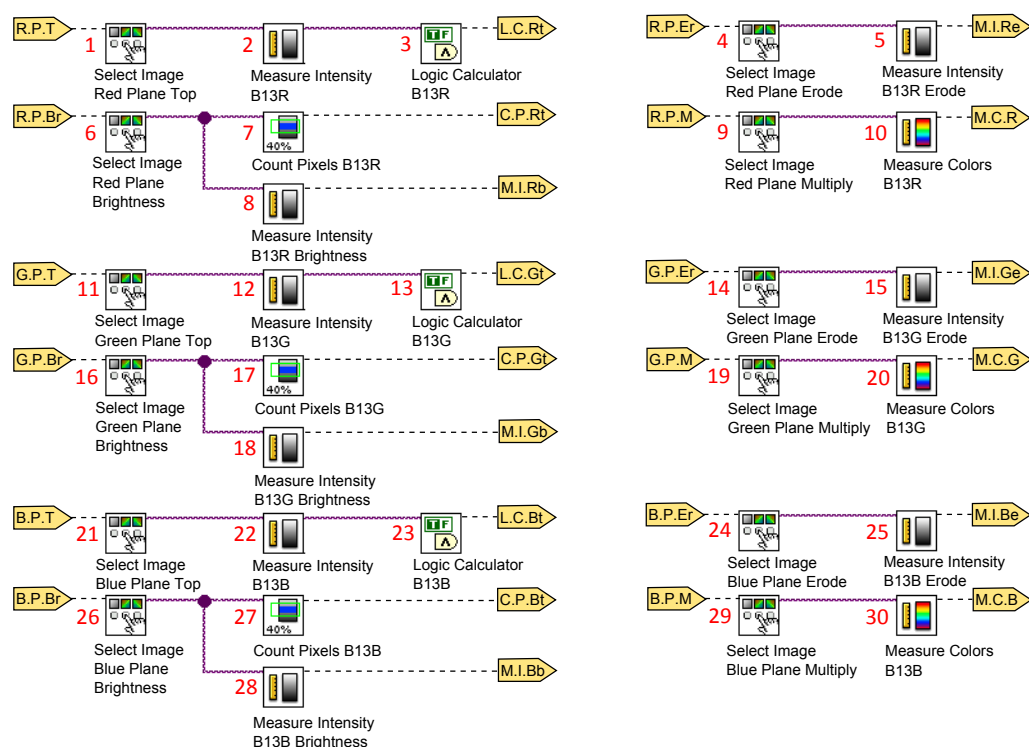 R.P.T
1
2
3
L.C.Rt
Select Image
Red Plane Top
Measure Intensity
B13R
T F
Λ
Logic Calculator
B13R
R.P.Br
6
7
40%
C.P.Rt
Select Image
Red Plane
Brightness
Count Pixels B13R
8
M.I.Rb
Measure Intensity
B13R Brightness
R.P.Er
4
5
M.I.Re
Select Image
Red Plane Erode
Measure Intensity
B13R Erode
R.P.M
9
10
M.C.R
Select Image
Red Plane Multiply
Measure Colors
B13R
G.P.T
11
12
13
L.C.Gt
Select Image
Green Plane Top
Measure Intensity
B13G
T F
Λ
Logic Calculator
B13G
G.P.Br
16
17
40%
C.P.Gt
Select Image
Green Plane
Brightness
Count Pixels B13G
18
M.I.Gb
Measure Intensity
B13G Brightness
G.P.Er
14
15
M.I.Ge
Select Image
Green Plane Erode
Measure Intensity
B13G Erode
G.P.M
19
20
M.C.G
Select Image
Green Plane Multiply
Measure Colors
B13G
B.P.T
21
22
23
L.C.Bt
Select Image
Blue Plane Top
Measure Intensity
B13B
T F
Λ
Logic Calculator
B13B
B.P.Br
26
27
40%
C.P.Bt
Select Image
Blue Plane
Brightness
Count Pixels B13B
28
M.I.Bb
Measure Intensity
B13B Brightness
B.P.Er
24
25
M.I.Be
Select Image
Blue Plane Erode
Measure Intensity
B13B Erode
B.P.M
29
30
M.C.B
Select Image
Blue Plane Multiply
Measure Colors
B13B